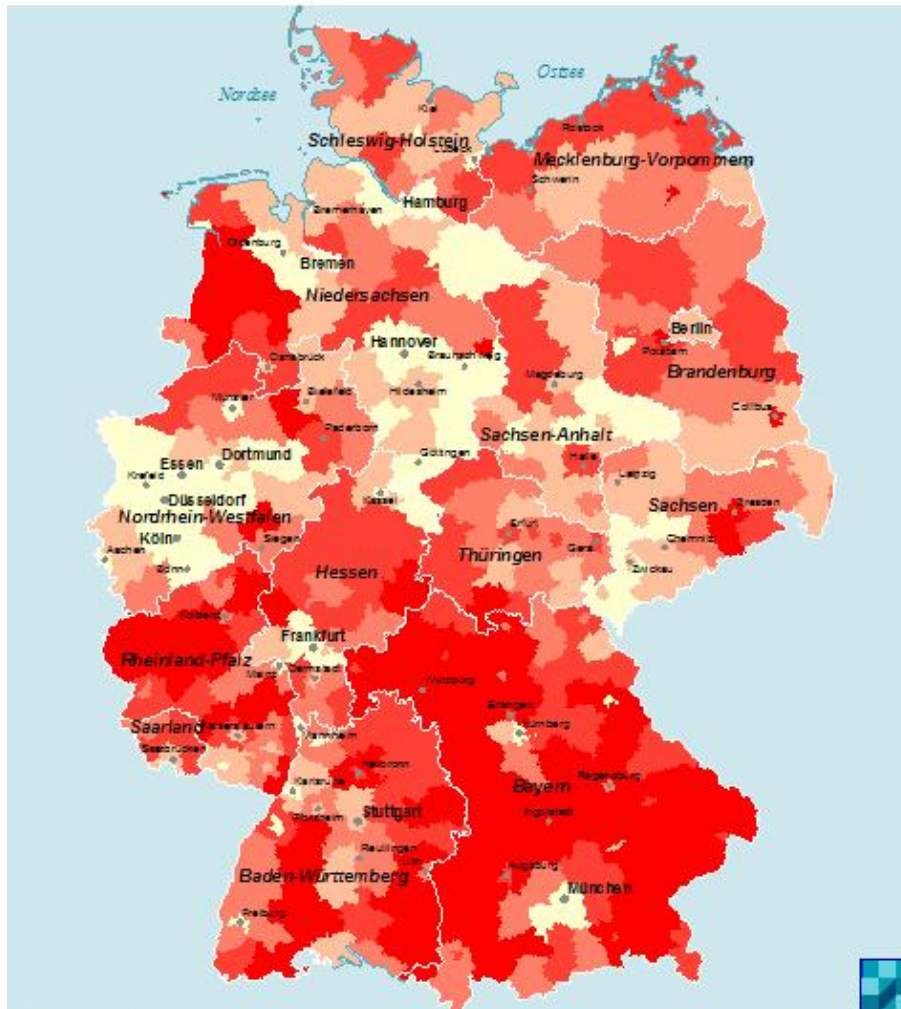 Nordsee
Ostsee
Kiel
Schleswig-Holstein
Lübeck
Rostock
Mecklenburg-Vorpommern
Schwerin
Hamburg
Bremerhaven
Oldenburg
Bremen
Niedersachsen
Hannover
Braunschweig
Berlin
Potsdam
Brandenburg
Osnabrück
Münster
Bielefeld
Hildesheim
Magdeburg
Cottbus
Paderborn
Sachsen-Anhalt
Dortmund
Essen
Göttingen
Halle
Leipzig
Krefeld
Düsseldorf
Kassel
Sachsen
Dresden
Nordrhein-Westfalen
Erfurt
Köln
Siegen
Thüringen
Gera
Chemnitz
Aachen
Bonn
Hessen
Zwickau
Koblenz
Frankfurt
Rheinland-Pfalz
Mainz
Darmstadt
Würzburg
Erlangen
Saarland
Kaiserslautern
Mannheim
Nürnberg
Saarbrücken
Heilbronn
Karlsruhe
Bayern
Regensburg
Pforzheim
Stuttgart
Ingolstadt
Reutlingen
Ulm
Baden-Württemberg
Augsburg
München
Freiburg